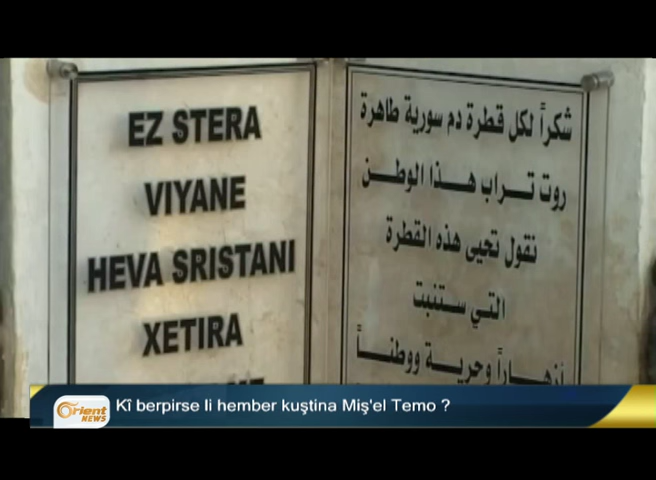 EZ STERA
VIYANE
HEVA SRISTANI
XETIRA
شكراً لكل قطرة دم سورية طاهرة
روت تراب هذا الوطن
نقول تحيى هذه القطرة
التي ستنبت
أزهاراً وحرية ووطناً
Orient NEWS
Kî berpirse li hember kuştina Miş'el Temo ?